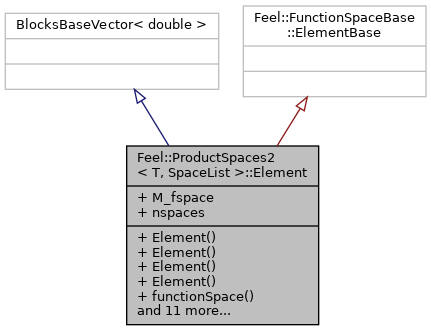 BlocksBaseVector< double >
Feel::FunctionSpaceBase
::ElementBase
Feel::ProductSpaces2
< T, SpaceList >::Element
+ M_fspace
+ nspaces
+ Element()
+ Element()
+ Element()
+ Element()
+ functionSpace()
and 11 more...